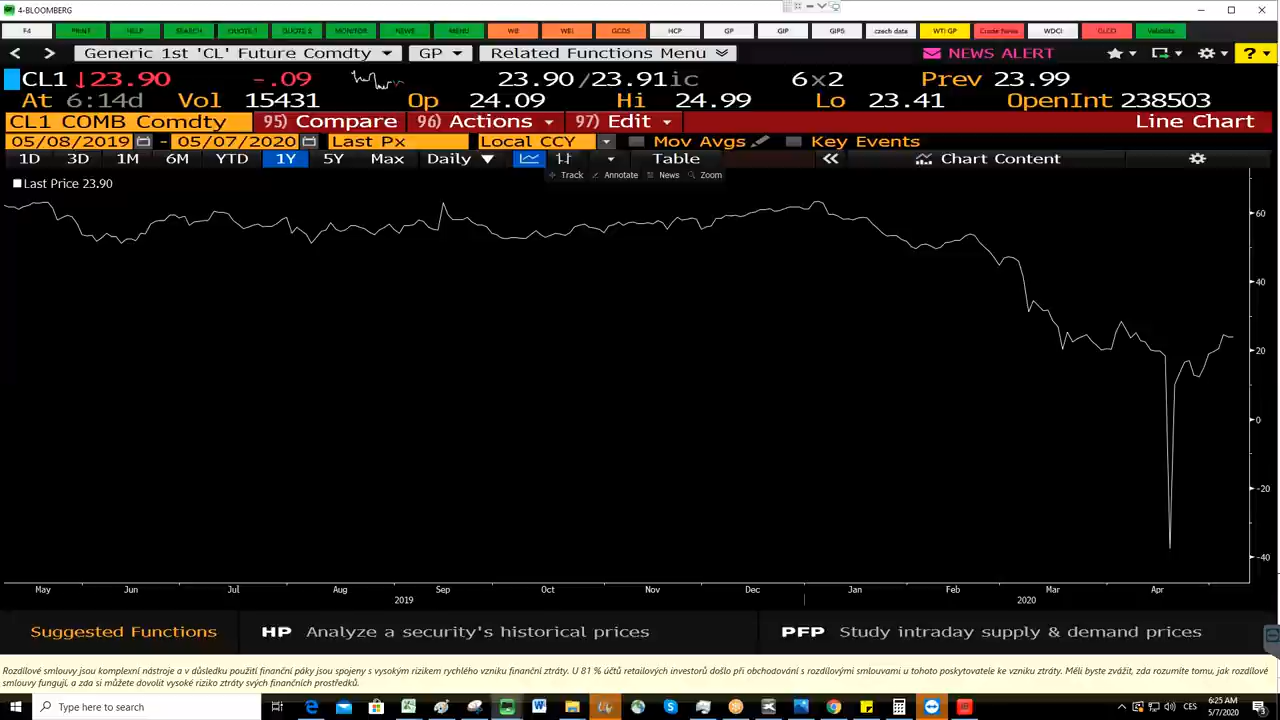 4-BLOOMBERG
F4 PRINT HELP SEARCH QUOTE 1 QUOTE 2 MONITOR NEWS MENU WEI GCDS HCP GP GIP GIP5 czech data WTI GP WDCI GLCO
Generic 1st 'CL' Future Comdty GP Related Functions Menu NEWS ALERT ?
CL1 ↓23.90 -.09 23.90/23.91ic 6x2 Prev 23.99
At 6:14d Vol 15431 Op 24.09 Hi 24.99 Lo 23.41 OpenInt 238503
CL1 COMB Comdty 95) Compare 96) Actions 97) Edit Line Chart
05/08/2019 - 05/07/2020 Last Px Local CCY Mov Avgs Key Events
1D 3D 1M 6M YTD 1Y 5Y Max Daily ▼ Table « Chart Content
Track Annotate News Zoom
Last Price 23.90
60
40
20
0
-20
-40
May Jun Jul Aug Sep Oct Nov Dec Jan Feb Mar Apr
2019 2020
Suggested Functions HP Analyze a security's historical prices PFP Study intraday supply & demand prices
Rozdílové smlouvy jsou komplexní nástroje a v důsledku použití finanční páky jsou spojeny s vysokým rizikem rychlého vzniku finanční ztráty. U 81 % účtů retailových investorů došlo při obchodování s rozdílovými smlouvami u tohoto poskytovatele ke vzniku ztráty. Měli byste zvážit, zda rozumíte tomu, jak rozdílové
smlouvy fungují, a zda si můžete dovolit vysoké riziko ztráty svých finančních prostředků.
Type here to search CES 6:25 AM
5/7/2020